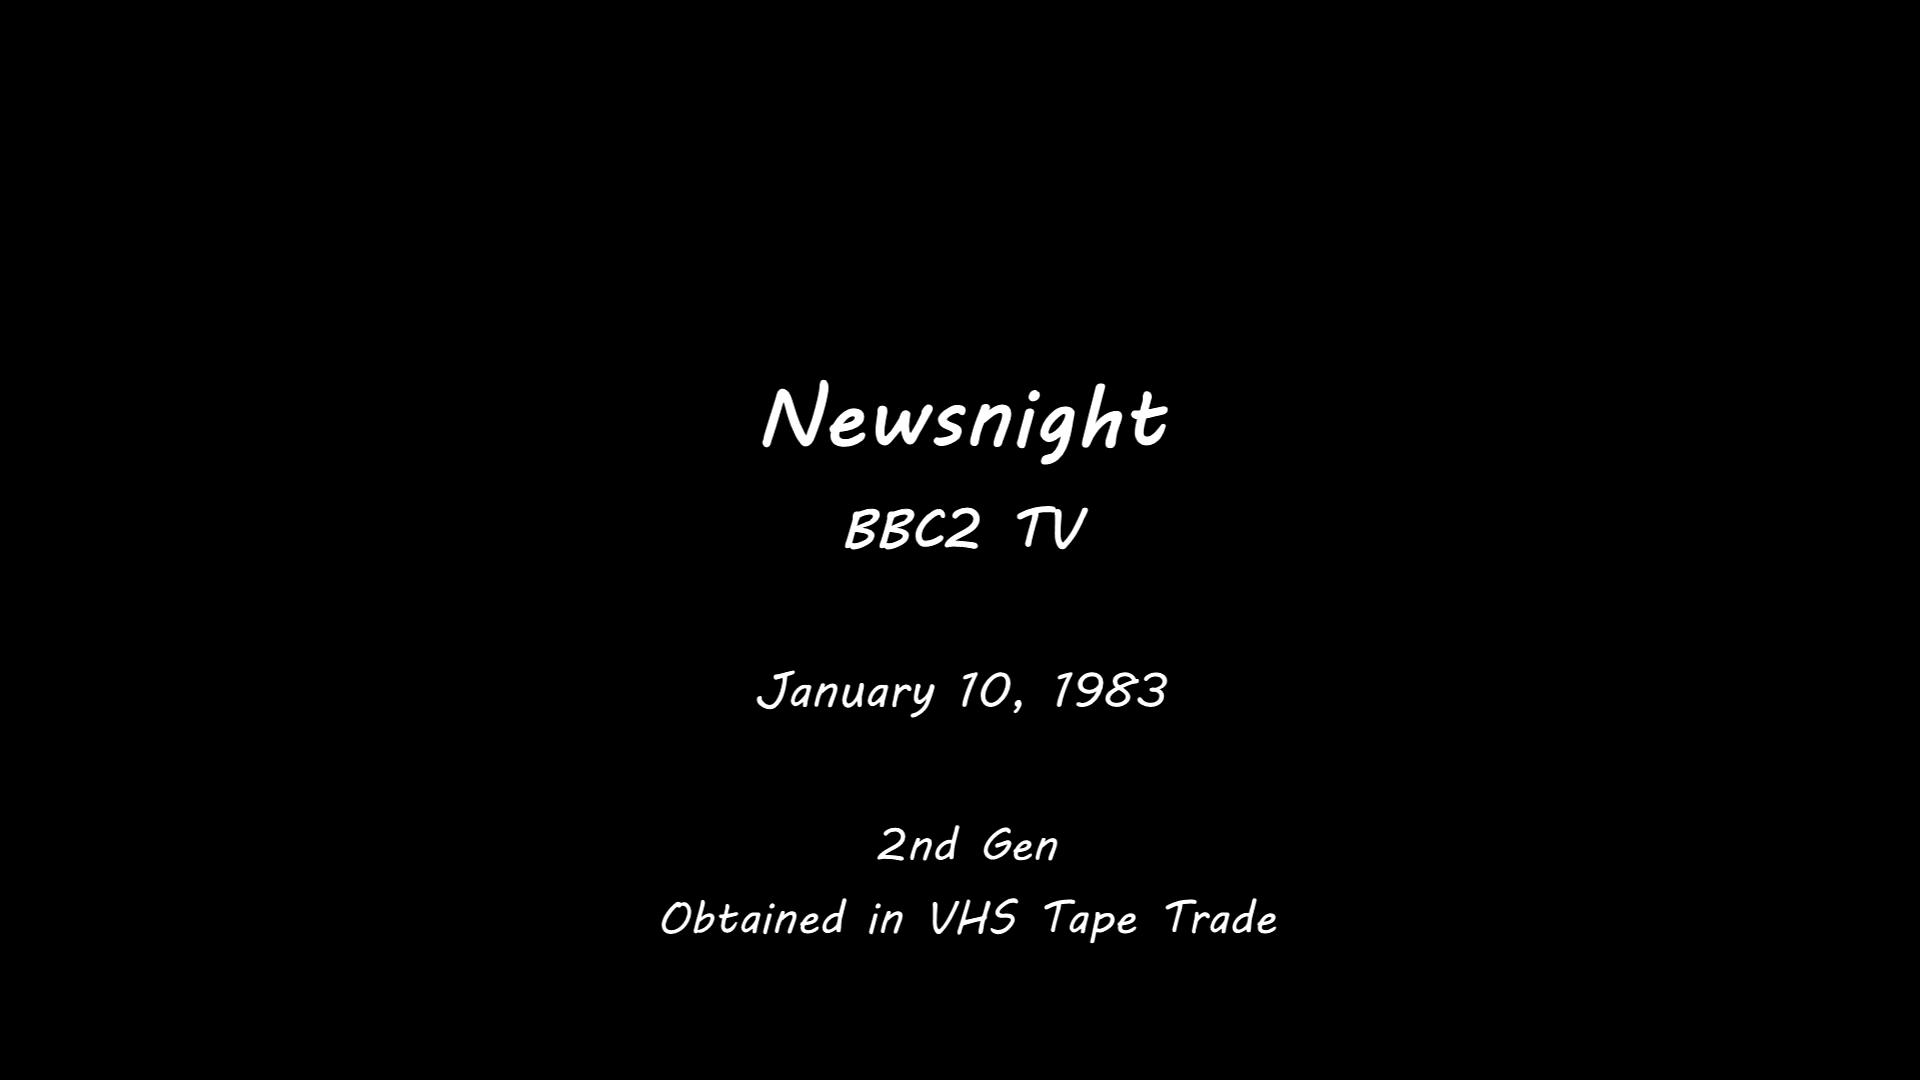 Newsnight
BBC2 TV
January 10, 1983
2nd Gen
Obtained in VHS Tape Trade